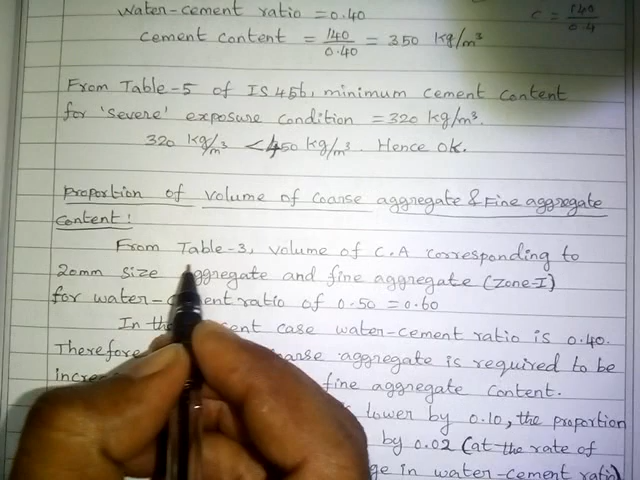 water-cement ratio = 0.40
c = 140/0.4
Cement content = 140/0.40 = 350 kg/m³
From Table-5 of IS 456, minimum cement content
for 'severe' exposure condition = 320 kg/m³.
320 kg/m³ < 450 kg/m³. Hence OK.
Proportion of volume of coarse aggregate & Fine aggregate
content:
From Table-3, volume of C.A corresponding to
20mm size aggregate and fine aggregate (Zone-I)
for water-cement ratio of 0.50 = 0.60
In the case water-cement ratio is 0.40.
Therefore aggregate is required to be
fine aggregate content.
is lower by 0.10, the proportion
by 0.02 (at the rate of
in water-cement ratio)